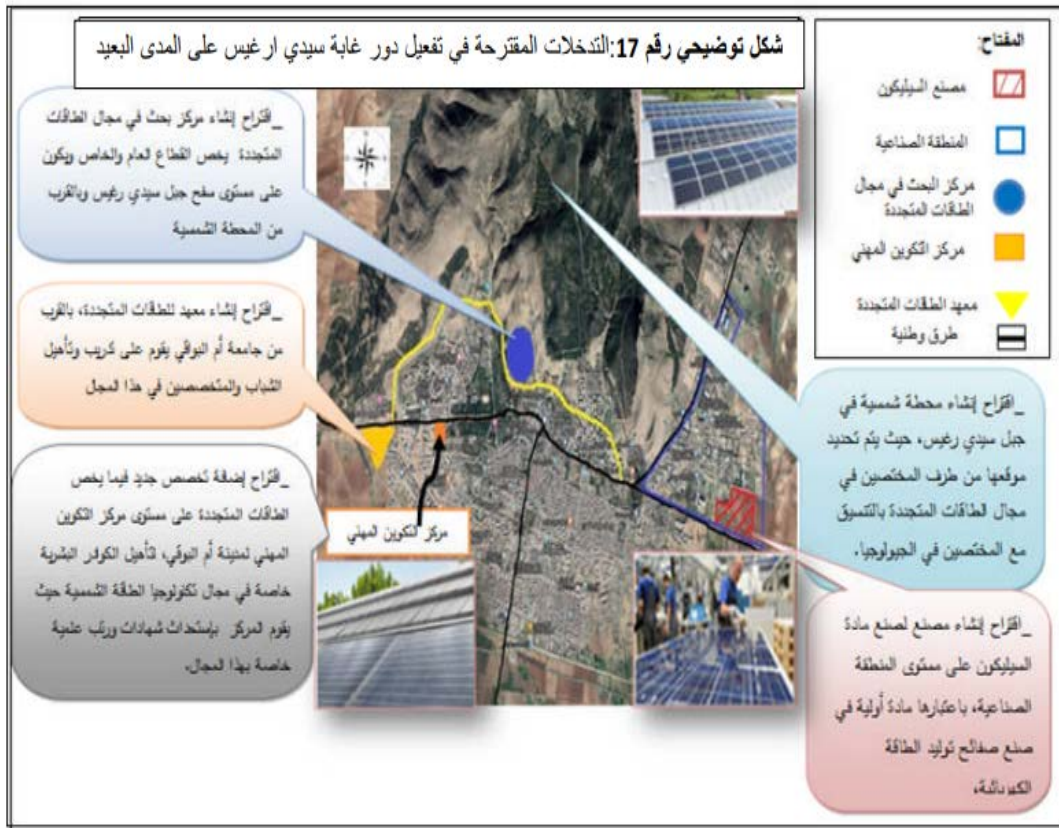 شكل توضيحي رقم 17:التدخلات المقترحة في تفعيل دور غابة سيدي ارغيس على المدى البعيد
المفتاح:
مصنع السيليكون
المنطقة الصناعية
مركز البحث في مجال
الطاقات المتجددة
مركز التكوين المهني
معهد الطاقات المتجددة
طرق وطنية
_اقتراح إنشاء مركز بحث في مجال الطاقات
المتجددة يخص القطاع العام والخاص ويكون
على مستوى سفح جبل سيدي رغيس وبالقرب
من المحطة الشمسية
_اقتراح إنشاء معهد للطاقات المتجددة، بالقرب
من جامعة أم البواقي يقوم على كريب وتأهيل
الشباب والمتخصصين في هذا المجال
_اقتراح إضافة تخصص جديد فيما يخص
الطاقات المتجددة على مستوى مركز التكوين
المهني لمدينة أم البواقي، لتأهيل الكوادر البشرية
خاصة في مجال تكنولوجيا الطاقة الشمسية حيث
يقوم المركز بإستحداث شهادات ورتب علمية
خاصة بهذا المجال.
مركز التكوين المهني
_اقتراح إنشاء محطة شمسية في
جبل سيدي رغيس، حيث يتم تحديد
موقعها من طرف المختصين في
مجال الطاقات المتجددة بالتنسيق
مع المختصين في الجيولوجيا.
_اقتراح إنشاء مصنع لصنع مادة
السيليكون على مستوى المنطقة
الصناعية، باعتبارها مادة أولية في
صنع صفائح توليد الطاقة
الكهربائية،